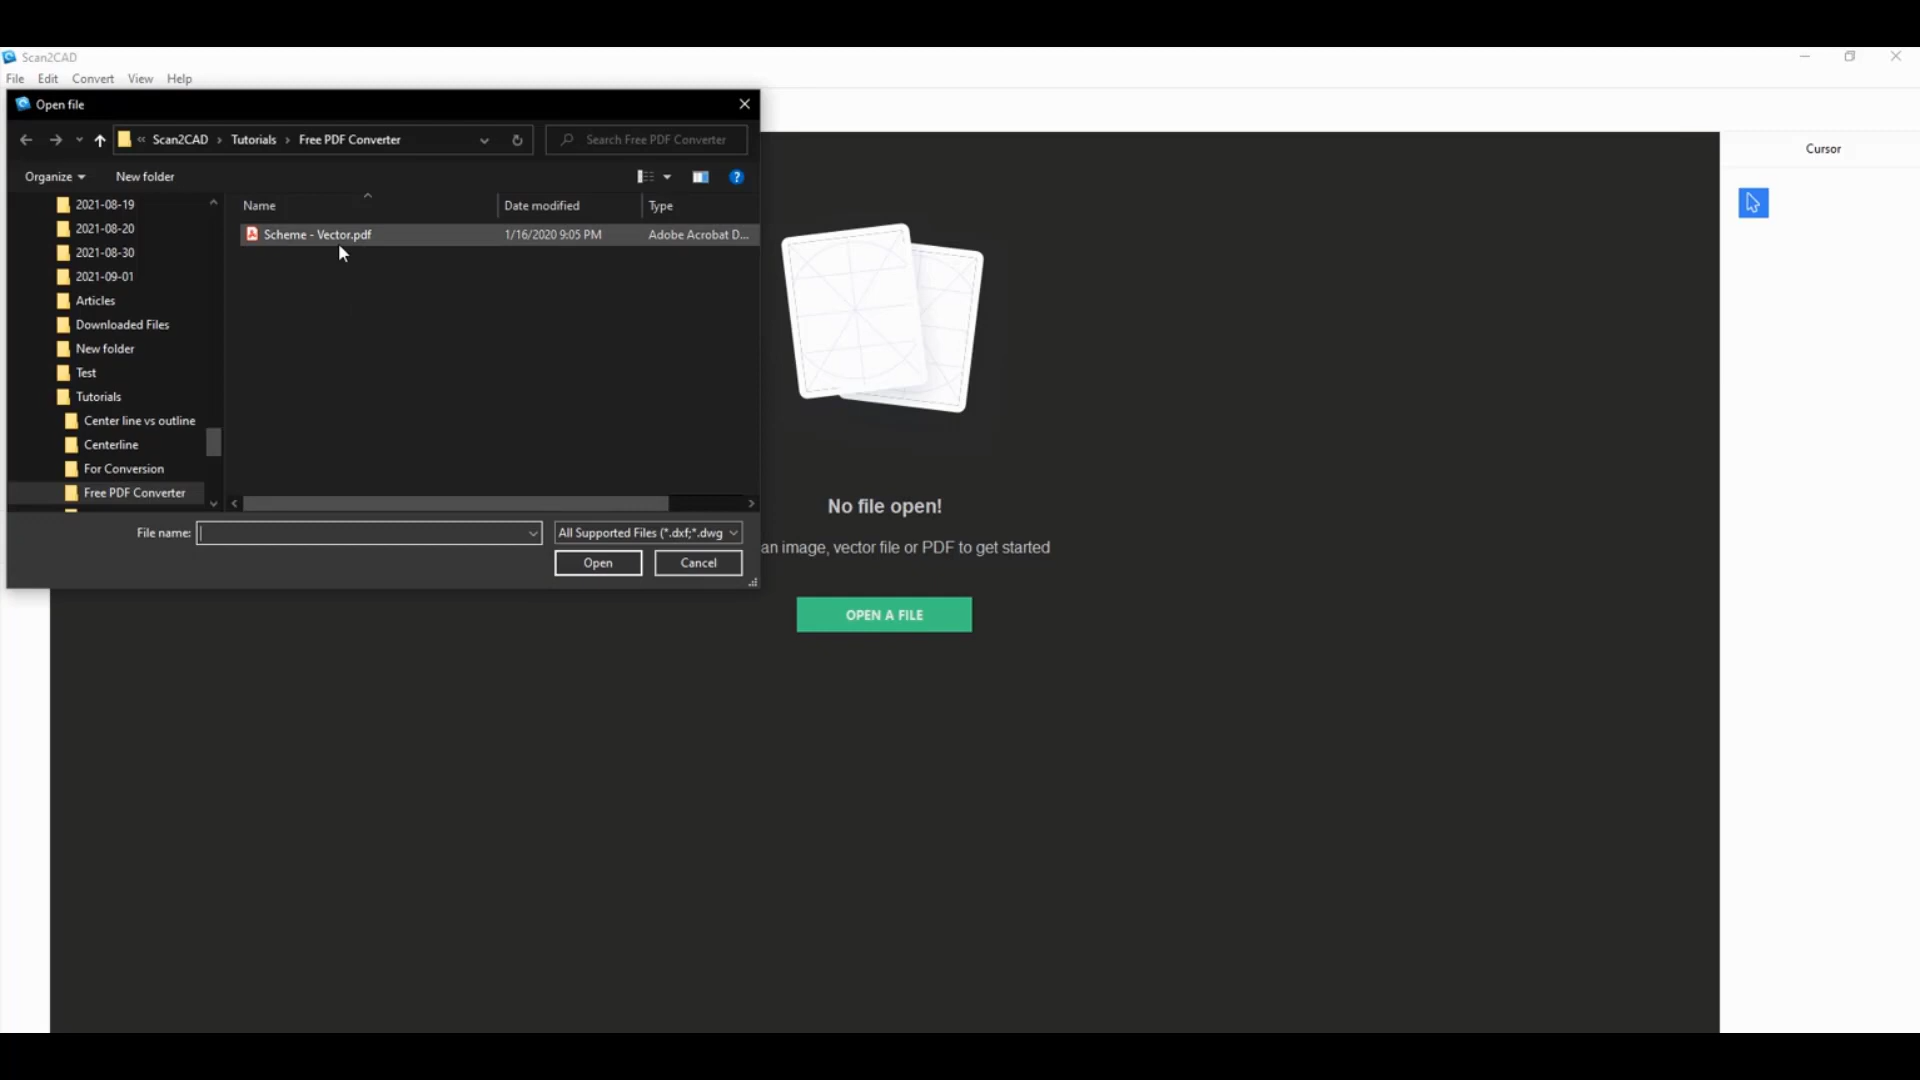 Scan2CAD
File Edit Convert View Help
Open file
« Scan2CAD › Tutorials › Free PDF Converter
Search Free PDF Converter
Organize New folder
Name Date modified Type
Scheme - Vector.pdf 1/16/2020 9:05 PM Adobe Acrobat D...
2021-08-19
2021-08-20
2021-08-30
2021-09-01
Articles
Downloaded Files
New folder
Test
Tutorials
Center line vs outline
Centerline
For Conversion
Free PDF Converter
File name:
All Supported Files (*.dxf;*.dwg
Open Cancel
Cursor
No file open!
an image, vector file or PDF to get started
OPEN A FILE